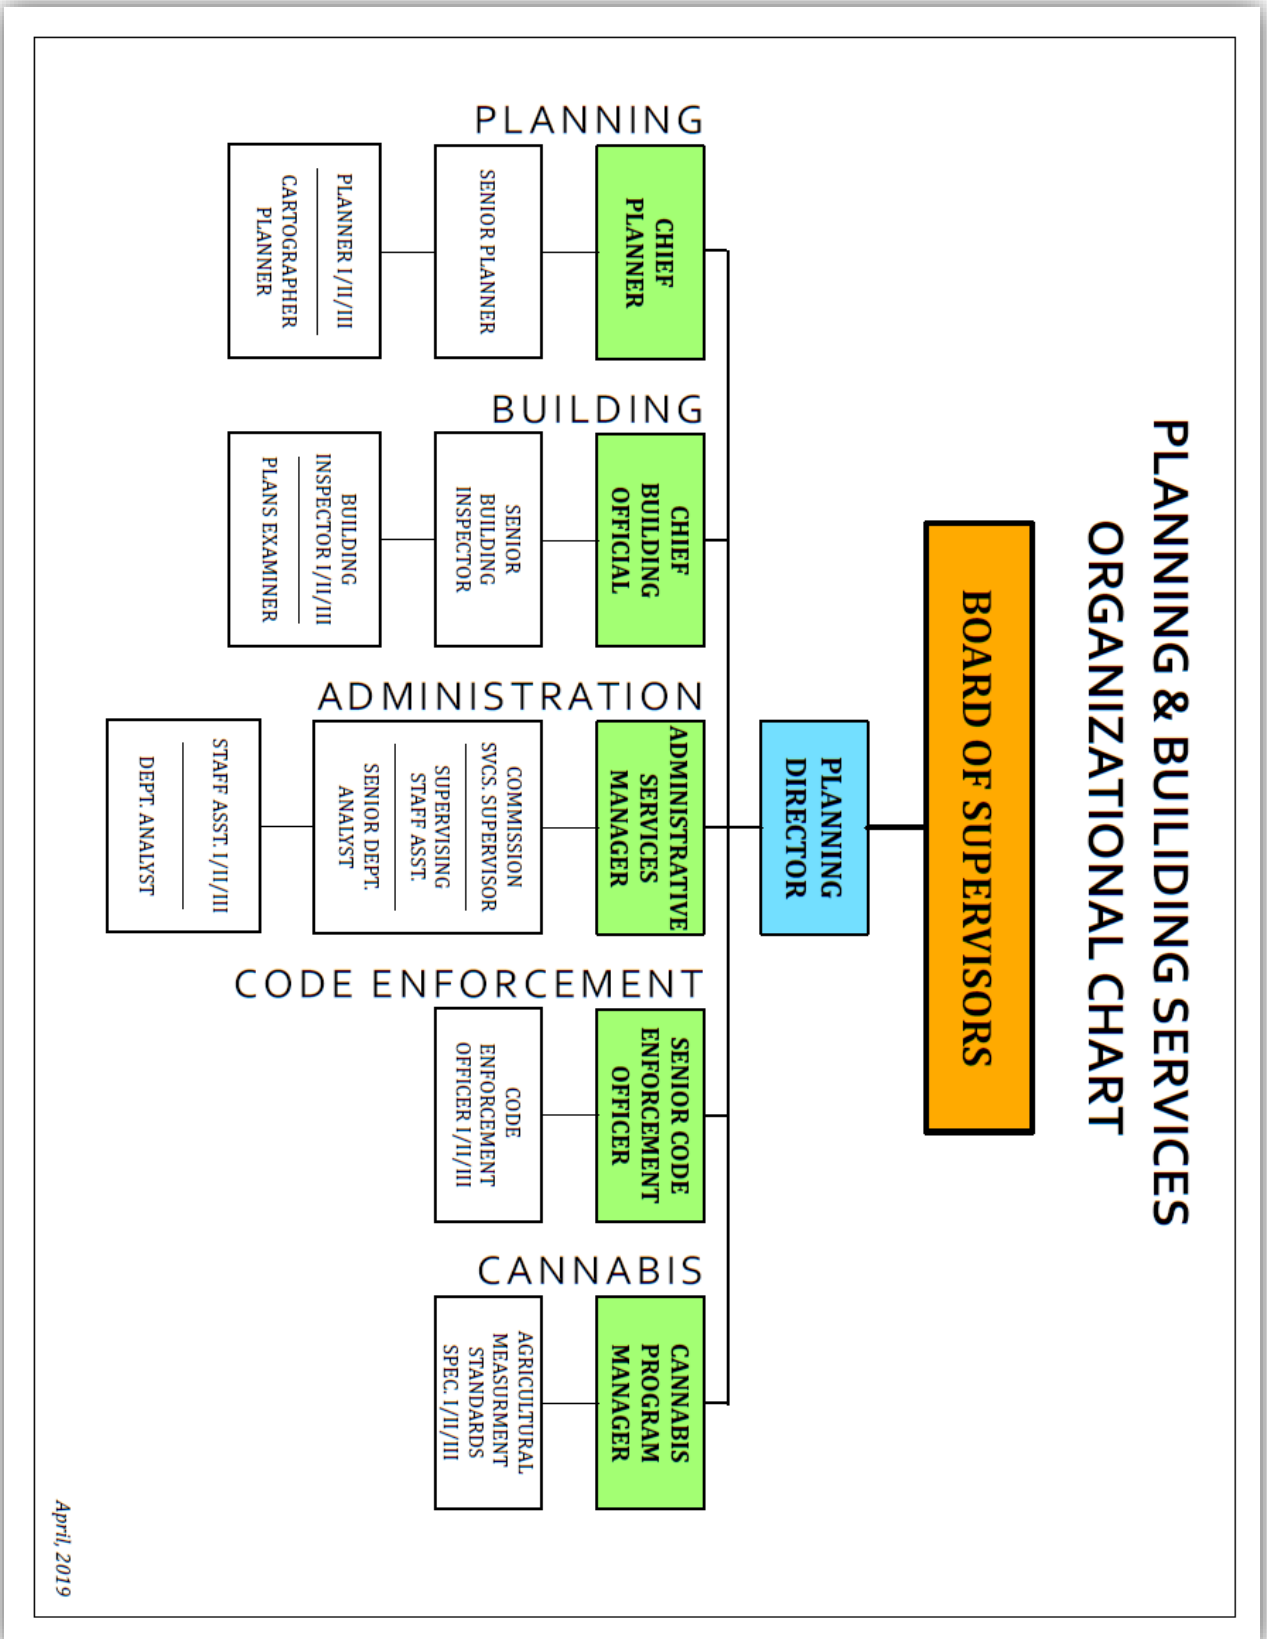 PLANNING & BUILIDING SERVICES
ORGANIZATIONAL CHART
BOARD OF SUPERVISORS
PLANNING
DIRECTOR
PLANNING
CHIEF
PLANNER
SENIOR PLANNER
PLANNER I/II/III
CARTOGRAPHER
PLANNER
BUILDING
CHIEF
BUILDING
OFFICIAL
SENIOR
BUILDING
INSPECTOR
BUILDING
INSPECTOR I/II/III
PLANS EXAMINER
ADMINISTRATION
ADMINISTRATIVE
SERVICES
MANAGER
COMMISSION
SVCS. SUPERVISOR
SUPERVISING
STAFF ASST.
SENIOR DEPT.
ANALYST
STAFF ASST. I/II/III
DEPT. ANALYST
CODE ENFORCEMENT
SENIOR CODE
ENFORCEMENT
OFFICER
CODE
ENFORCEMENT
OFFICER I/II/III
CANNABIS
CANNABIS
PROGRAM
MANAGER
AGRICULTURAL
MEASURMENT
STANDARDS
SPEC. I/II/III
April, 2019